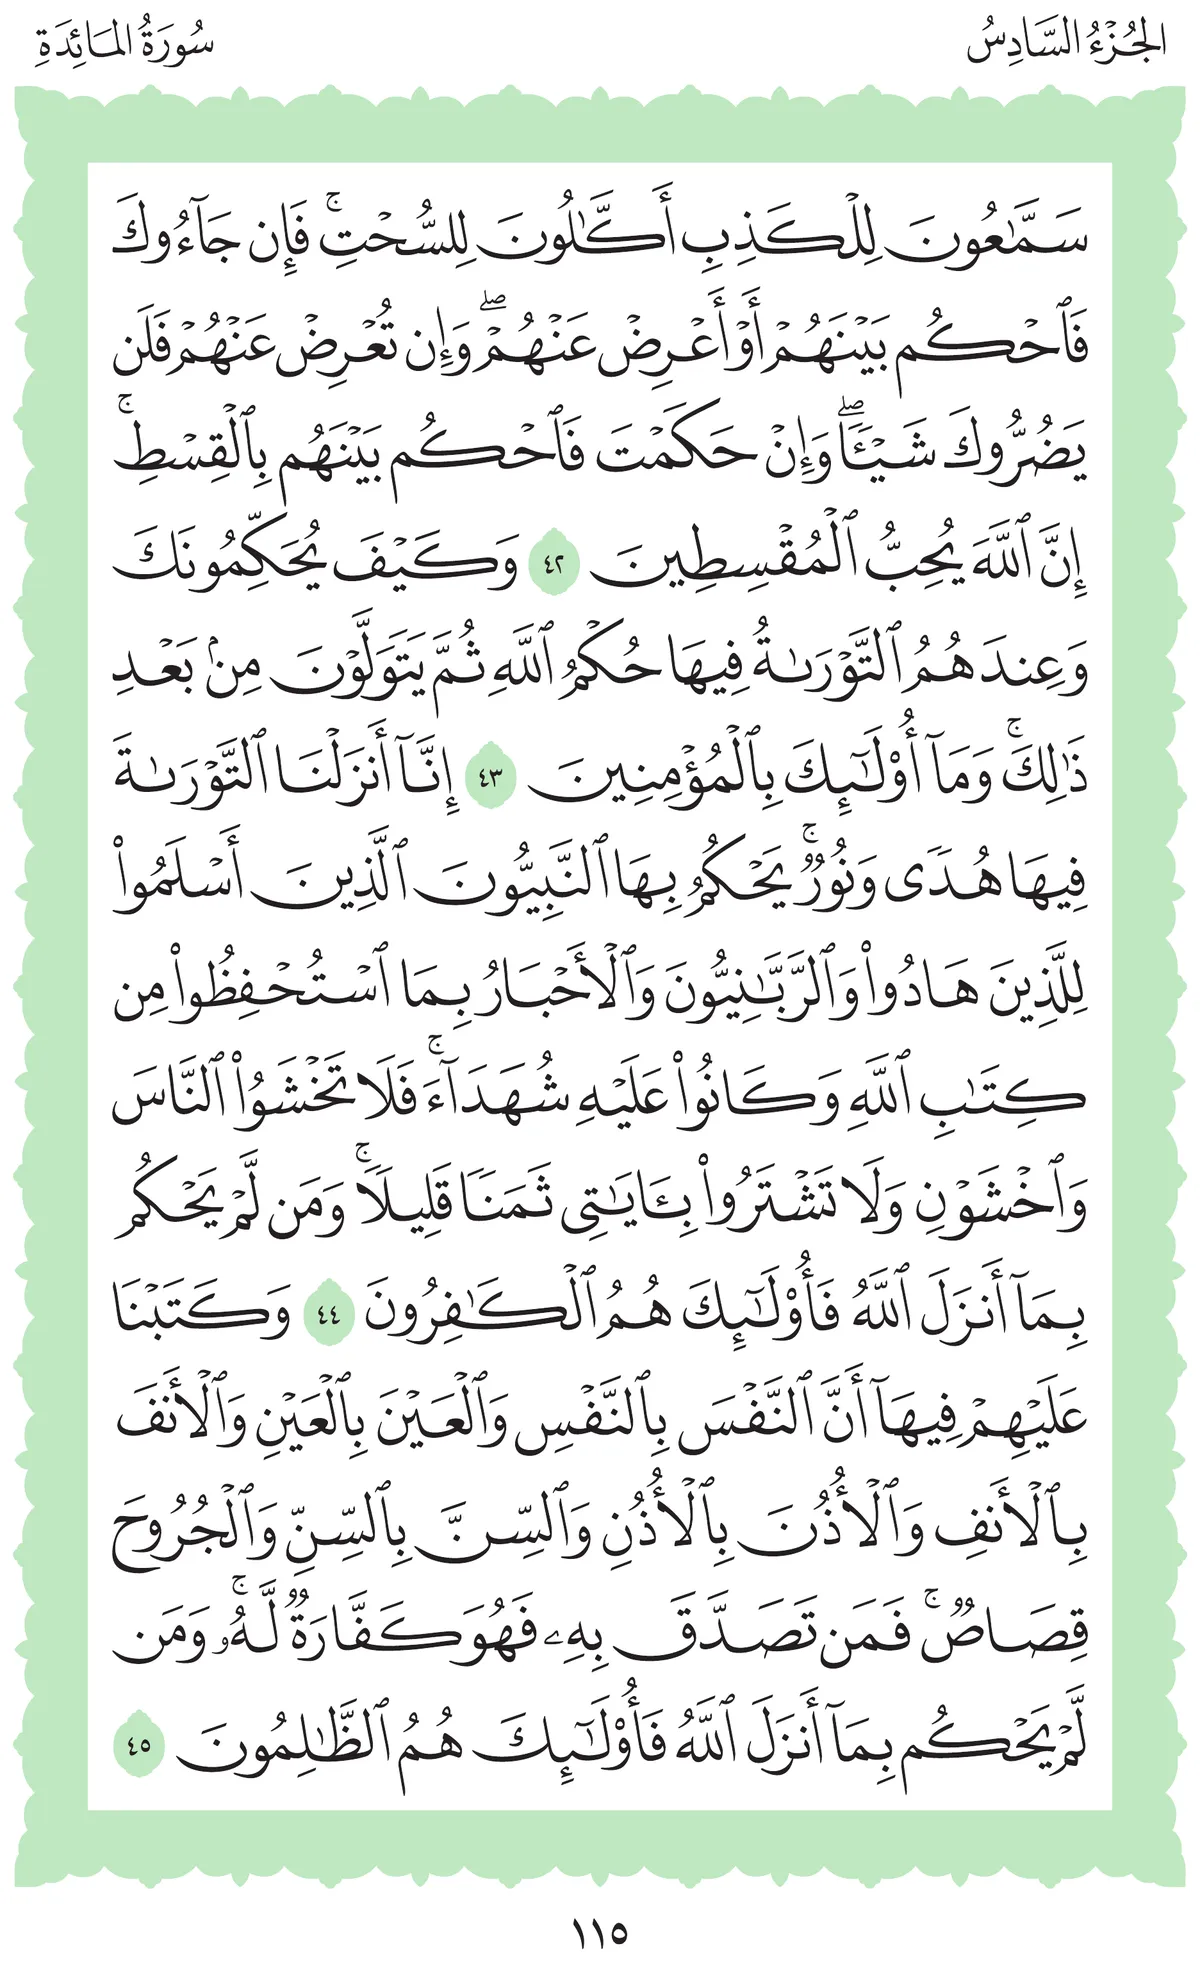 الجُزْءُ السَّادِسُ
سُورَةُ المَائِدَةِ
سَمَّٰعُونَ لِلْكَذِبِ أَكَّٰلُونَ لِلسُّحْتِۚ فَإِن جَآءُوكَ
فَٱحْكُم بَيْنَهُمْ أَوْ أَعْرِضْ عَنْهُمْۖ وَإِن تُعْرِضْ عَنْهُمْ فَلَن
يَضُرُّوكَ شَيْـًٔاۖ وَإِنْ حَكَمْتَ فَٱحْكُم بَيْنَهُم بِٱلْقِسْطِۚ
إِنَّ ٱللَّهَ يُحِبُّ ٱلْمُقْسِطِينَ ٤٢ وَكَيْفَ يُحَكِّمُونَكَ
وَعِندَهُمُ ٱلتَّوْرَىٰةُ فِيهَا حُكْمُ ٱللَّهِ ثُمَّ يَتَوَلَّوْنَ مِنۢ بَعْدِ
ذَٰلِكَۚ وَمَآ أُو۟لَٰٓئِكَ بِٱلْمُؤْمِنِينَ ٤٣ إِنَّآ أَنزَلْنَا ٱلتَّوْرَىٰةَ
فِيهَا هُدًى وَنُورٌۚ يَحْكُمُ بِهَا ٱلنَّبِيُّونَ ٱلَّذِينَ أَسْلَمُوا۟
لِلَّذِينَ هَادُوا۟ وَٱلرَّبَّٰنِيُّونَ وَٱلْأَحْبَارُ بِمَا ٱسْتُحْفِظُوا۟ مِن
كِتَٰبِ ٱللَّهِ وَكَانُوا۟ عَلَيْهِ شُهَدَآءَۚ فَلَا تَخْشَوُا۟ ٱلنَّاسَ
وَٱخْشَوْنِ وَلَا تَشْتَرُوا۟ بِـَٔايَٰتِى ثَمَنًا قَلِيلًاۚ وَمَن لَّمْ يَحْكُم
بِمَآ أَنزَلَ ٱللَّهُ فَأُو۟لَٰٓئِكَ هُمُ ٱلْكَٰفِرُونَ ٤٤ وَكَتَبْنَا
عَلَيْهِمْ فِيهَآ أَنَّ ٱلنَّفْسَ بِٱلنَّفْسِ وَٱلْعَيْنَ بِٱلْعَيْنِ وَٱلْأَنفَ
بِٱلْأَنفِ وَٱلْأُذُنَ بِٱلْأُذُنِ وَٱلسِّنَّ بِٱلسِّنِّ وَٱلْجُرُوحَ
قِصَاصٌۚ فَمَن تَصَدَّقَ بِهِۦ فَهُوَ كَفَّارَةٌ لَّهُۥۚ وَمَن
لَّمْ يَحْكُم بِمَآ أَنزَلَ ٱللَّهُ فَأُو۟لَٰٓئِكَ هُمُ ٱلظَّٰلِمُونَ ٤٥
١١٥